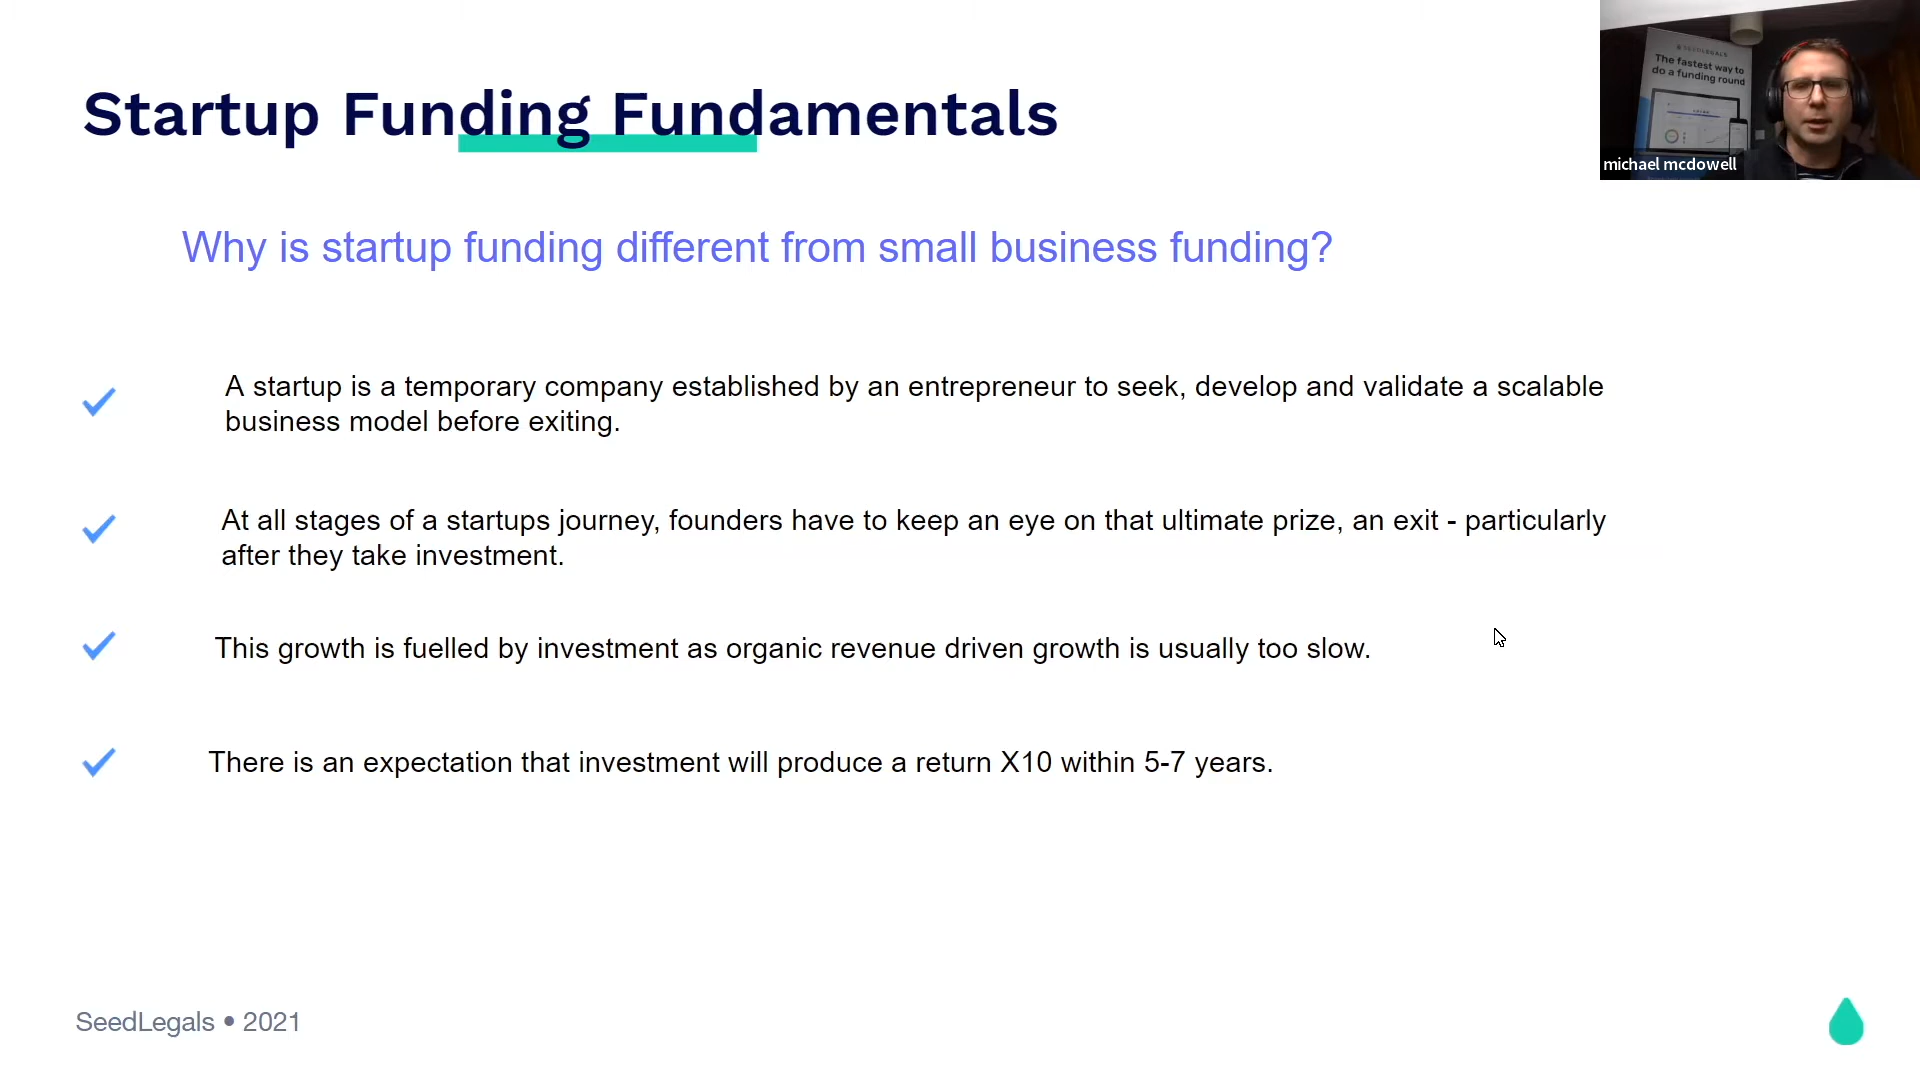 Startup Funding Fundamentals
SEEDLEGALS
The fastest way to
do a funding round
michael mcdowell
Why is startup funding different from small business funding?
A startup is a temporary company established by an entrepreneur to seek, develop and validate a scalable
business model before exiting.
At all stages of a startups journey, founders have to keep an eye on that ultimate prize, an exit - particularly
after they take investment.
This growth is fuelled by investment as organic revenue driven growth is usually too slow.
There is an expectation that investment will produce a return X10 within 5-7 years.
SeedLegals • 2021